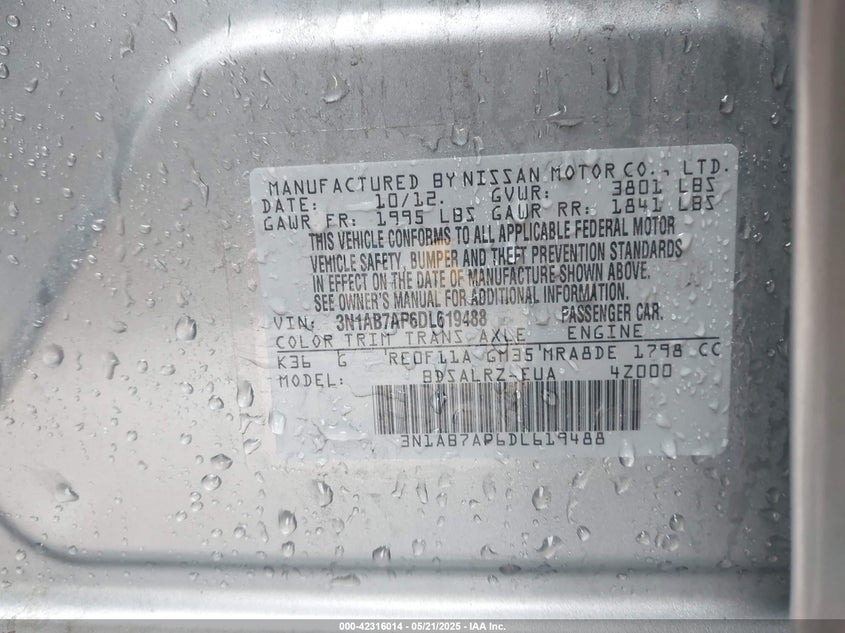 MANUFACTURED BY NISSAN MOTOR CO., LTD.
DATE: 10/12. GVWR: 3801 LBS
GAWR FR: 1995 LBS GAWR RR: 1841 LBS
THIS VEHICLE CONFORMS TO ALL APPLICABLE FEDERAL MOTOR
VEHICLE SAFETY, BUMPER AND THEFT PREVENTION STANDARDS
IN EFFECT ON THE DATE OF MANUFACTURE SHOWN ABOVE.
SEE OWNER'S MANUAL FOR ADDITIONAL INFORMATION.
VIN: 3N1AB7AP6DL619488 PASSENGER CAR.
COLOR TRIM TRANS AXLE ENGINE
K36 G RE0F11A GM35 MRA8DE 1798 CC
MODEL: BDSALRZ-EUA 4Z000
3N1AB7AP6DL619488
000-42316014 — 05/21/2025 — IAA Inc.